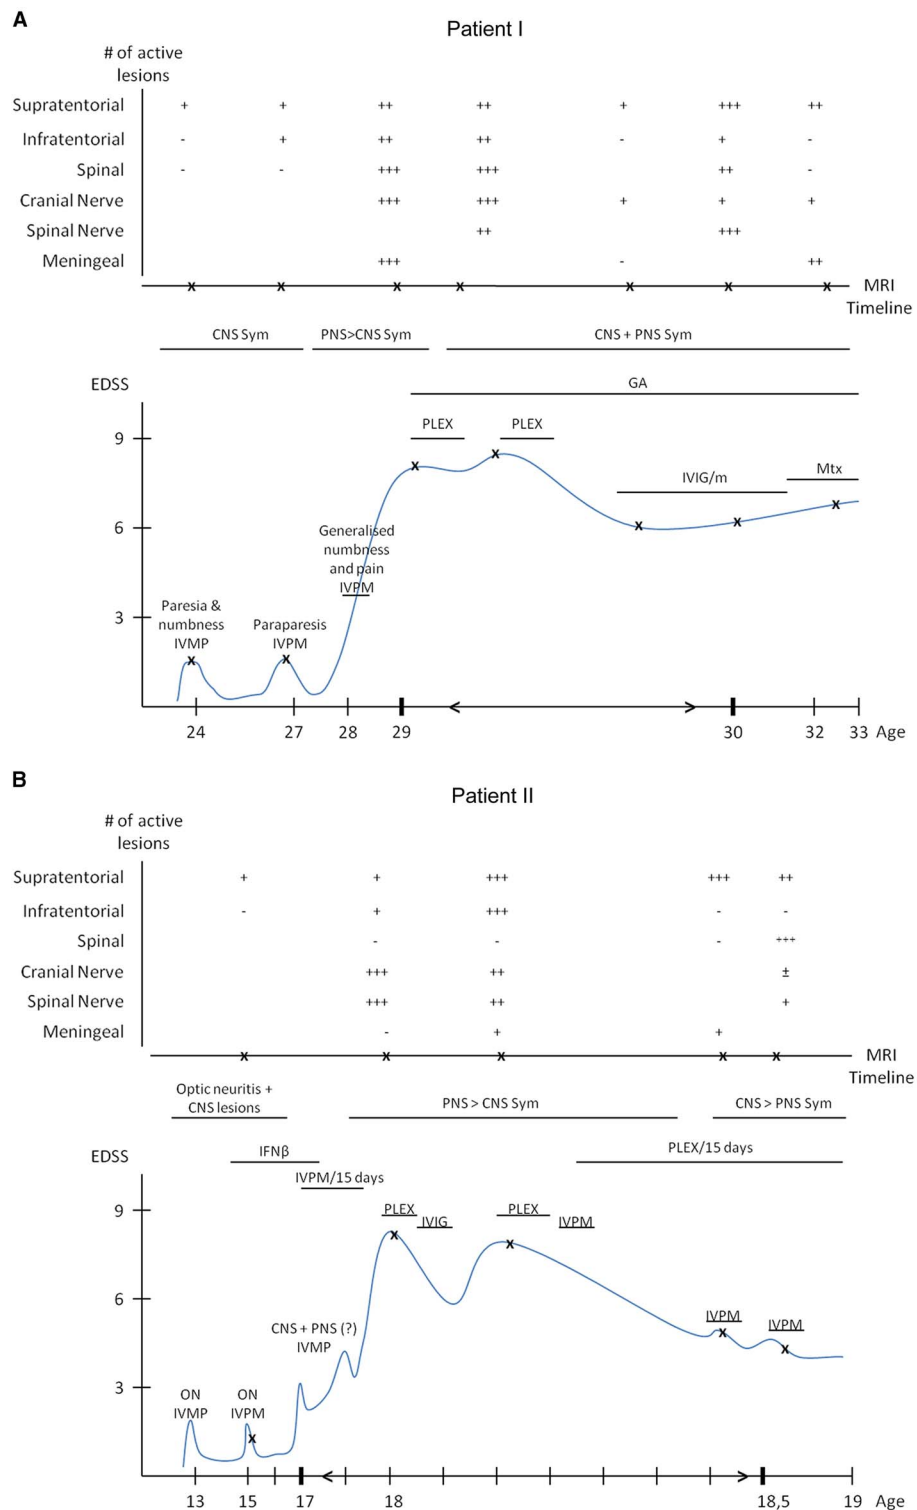 A
Patient I
# of active
lesions
Supratentorial + + ++ ++ + +++ ++
Infratentorial - + ++ ++ - + -
Spinal - - +++ +++ ++ -
Cranial Nerve +++ +++ + + +
Spinal Nerve ++ +++
Meningeal +++ - ++
x x x x x x x MRI
Timeline
CNS Sym PNS>CNS Sym CNS + PNS Sym
EDSS
GA
9
PLEX PLEX
IVIG/m Mtx
6
Generalised
numbness
and pain
IVPM
3
Paresia &
numbness
IVMP
Paraparesis
IVPM
x x x x x x x
24 27 28 29 30 32 33 Age
B
Patient II
# of active
lesions
Supratentorial + + +++ +++ ++
Infratentorial - + +++ - -
Spinal - - - +++
Cranial Nerve +++ ++ ±
Spinal Nerve +++ ++ +
Meningeal - + +
x x x x x MRI
Timeline
Optic neuritis +
CNS lesions
PNS > CNS Sym CNS > PNS Sym
EDSS
IFNβ
PLEX/15 days
IVPM/15 days
9
PLEX
IVIG
PLEX
IVPM
6
CNS + PNS (?)
IVMP
IVPM
IVPM
3
ON
IVMP
ON
IVPM
x x x x x
13 15 17 18 18,5 19 Age